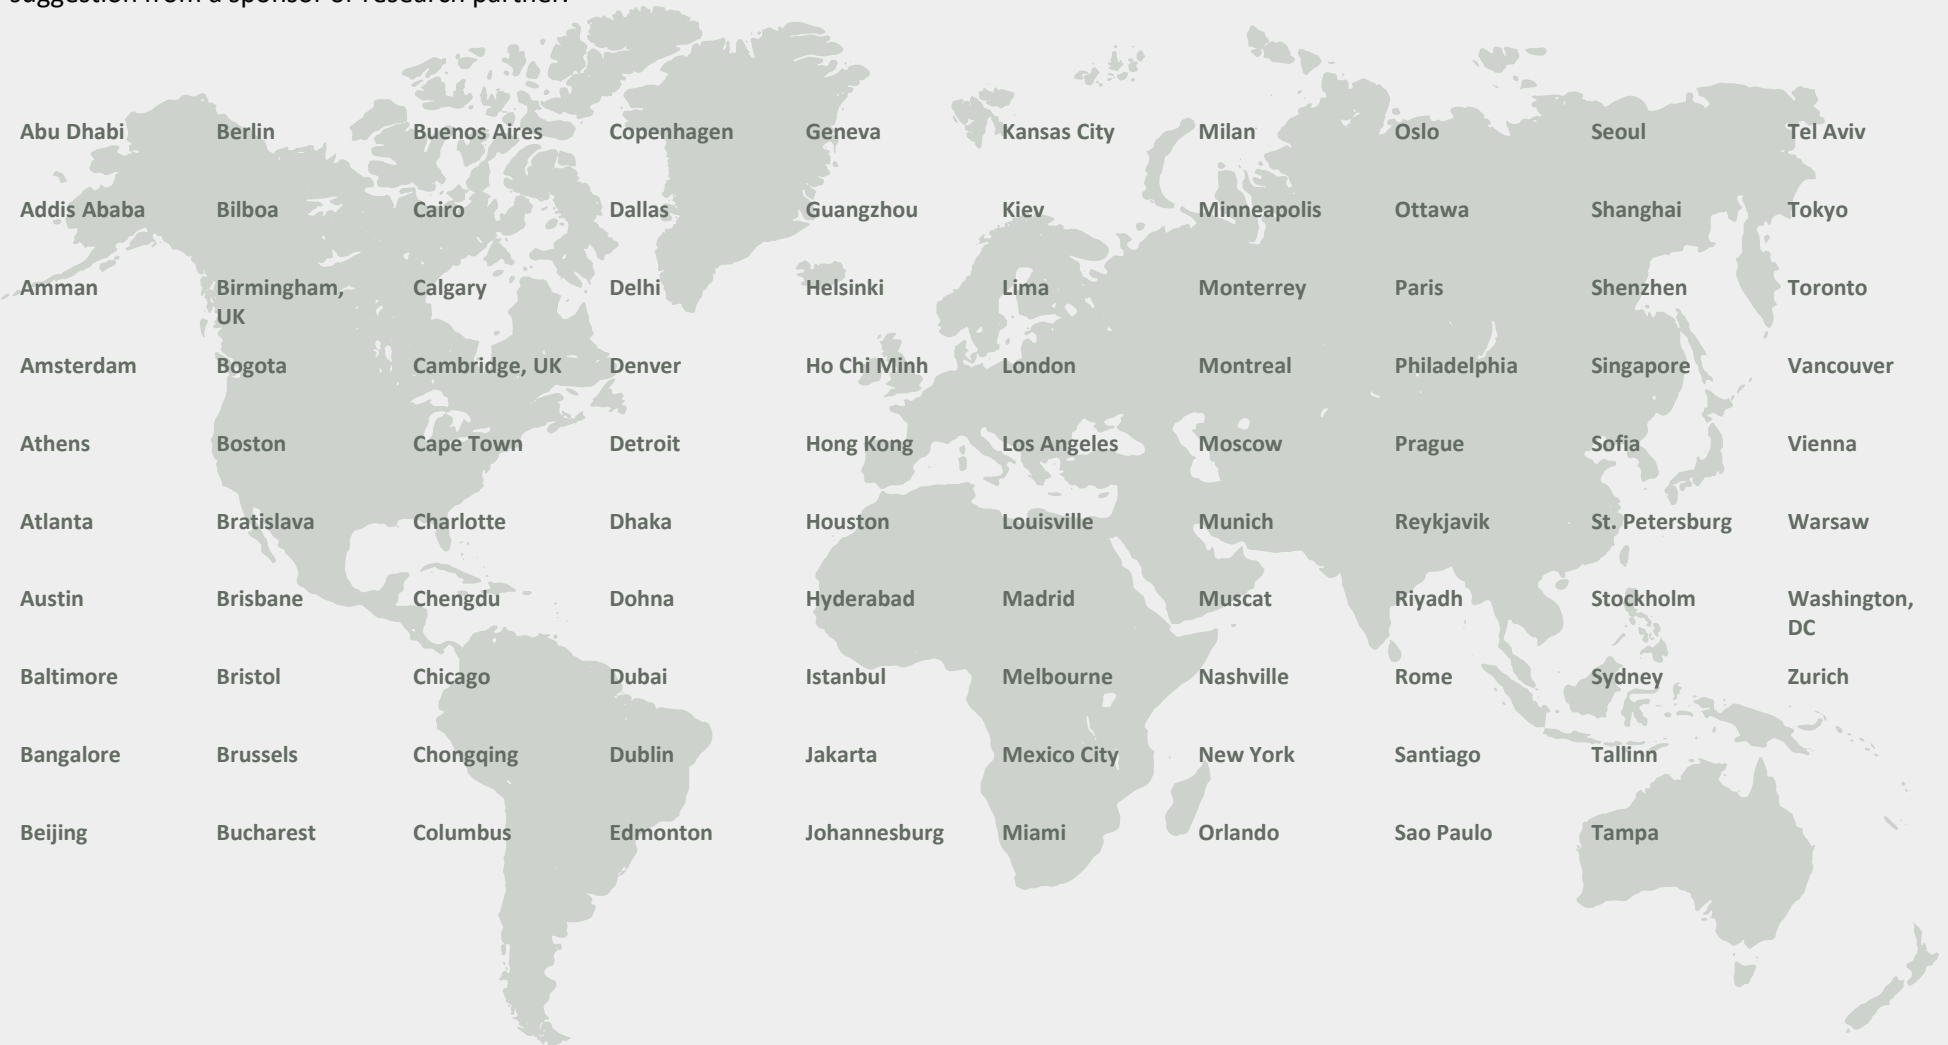 suggestion from a sponsor or research partner.
Abu Dhabi
Addis Ababa
Amman
Amsterdam
Athens
Atlanta
Austin
Baltimore
Bangalore
Beijing
Berlin
Bilboa
Birmingham,
UK
Bogota
Boston
Bratislava
Brisbane
Bristol
Brussels
Bucharest
Buenos Aires
Cairo
Calgary
Cambridge, UK
Cape Town
Charlotte
Chengdu
Chicago
Chongqing
Columbus
Copenhagen
Dallas
Delhi
Denver
Detroit
Dhaka
Dohna
Dubai
Dublin
Edmonton
Geneva
Guangzhou
Helsinki
Ho Chi Minh
Hong Kong
Houston
Hyderabad
Istanbul
Jakarta
Johannesburg
Kansas City
Kiev
Lima
London
Los Angeles
Louisville
Madrid
Melbourne
Mexico City
Miami
Milan
Minneapolis
Monterrey
Montreal
Moscow
Munich
Muscat
Nashville
New York
Orlando
Oslo
Ottawa
Paris
Philadelphia
Prague
Reykjavik
Riyadh
Rome
Santiago
Sao Paulo
Seoul
Shanghai
Shenzhen
Singapore
Sofia
St. Petersburg
Stockholm
Sydney
Tallinn
Tampa
Tel Aviv
Tokyo
Toronto
Vancouver
Vienna
Warsaw
Washington,
DC
Zurich